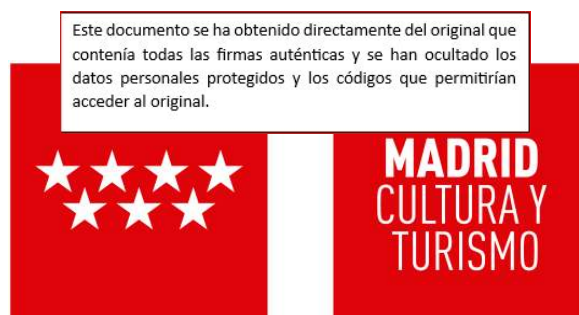 Este documento se ha obtenido directamente del original que
contenía todas las firmas auténticas y se han ocultado los
datos personales protegidos y los códigos que permitirían
acceder al original.
MADRID
CULTURA Y
TURISMO